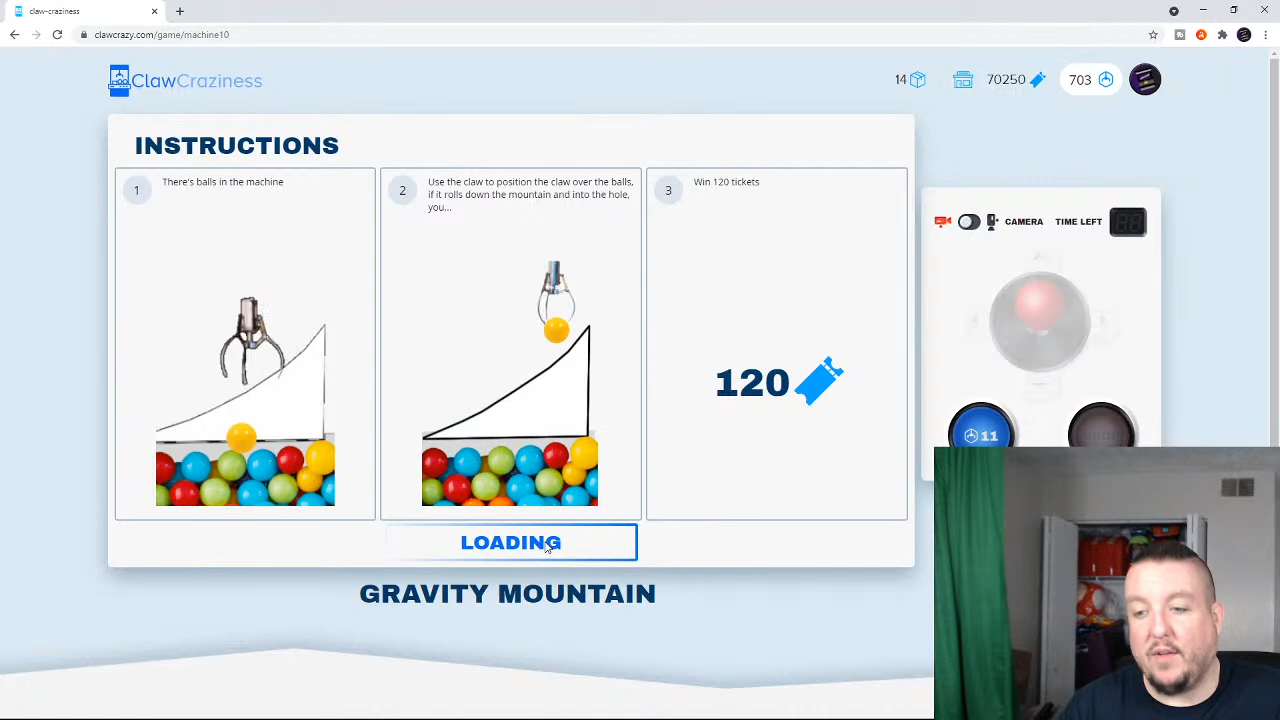 claw-craziness
clawcrazy.com/game/machine10
ClawCraziness
14
70250
703
INSTRUCTIONS
1
There's balls in the machine
2
Use the claw to position the claw over the balls,
if it rolls down the mountain and into the hole,
you...
3
Win 120 tickets
120
CAMERA
TIME LEFT
11
LOADING
GRAVITY MOUNTAIN